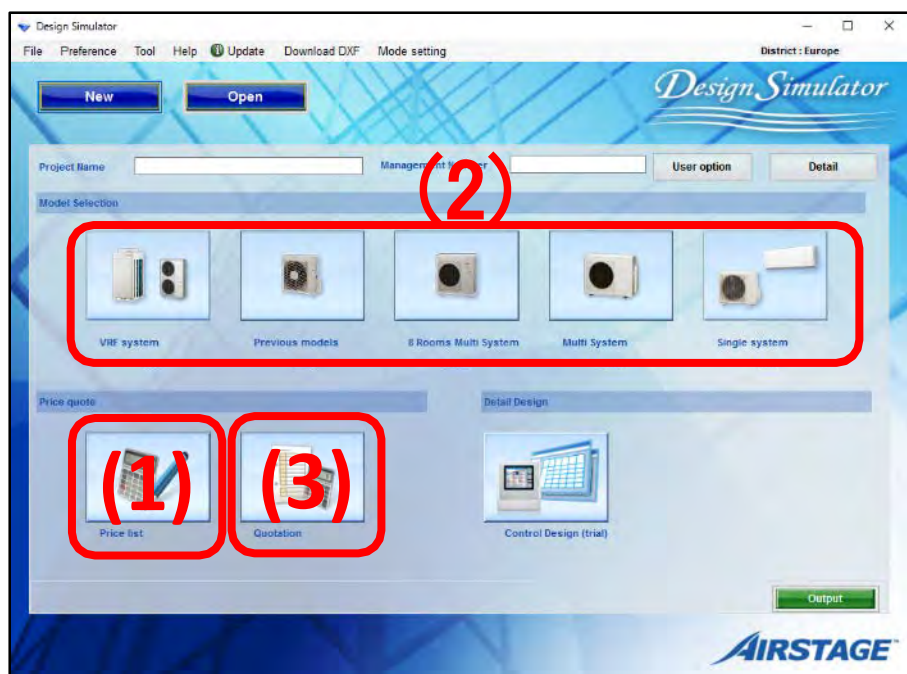 Design Simulator
File Preference Tool Help Update Download DXF Mode setting District : Europe
New Open Design Simulator
Project Name Management User option Detail
(2)
Model Selection
VRF system Previous models 8 Rooms Multi System Multi System Single system
Price quote Detail Design
(1) (3)
Price list Quotation Control Design (trial)
Output
AIRSTAGE